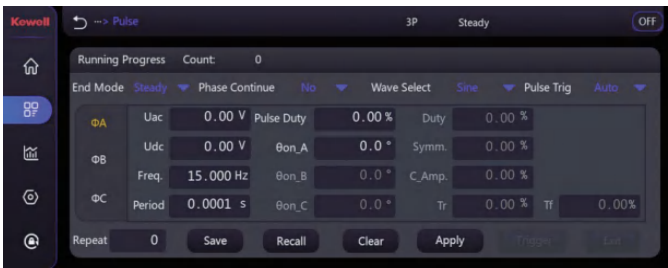 Kewell ···> Pulse 3P Steady OFF
Running Progress Count: 0
End Mode Steady Phase Continue No Wave Select Sine Pulse Trig Auto
ΦA Uac 0.00 V Pulse Duty 0.00 % Duty 0.00 %
Udc 0.00 V θon_A 0.0 ° Symm. 0.00 %
ΦB Freq. 15.000 Hz θon_B 0.0 ° C_Amp. 0.00 %
ΦC Period 0.0001 s θon_C 0.0 ° Tr 0.00 % Tf 0.00%
Repeat 0 Save Recall Clear Apply Trigger List